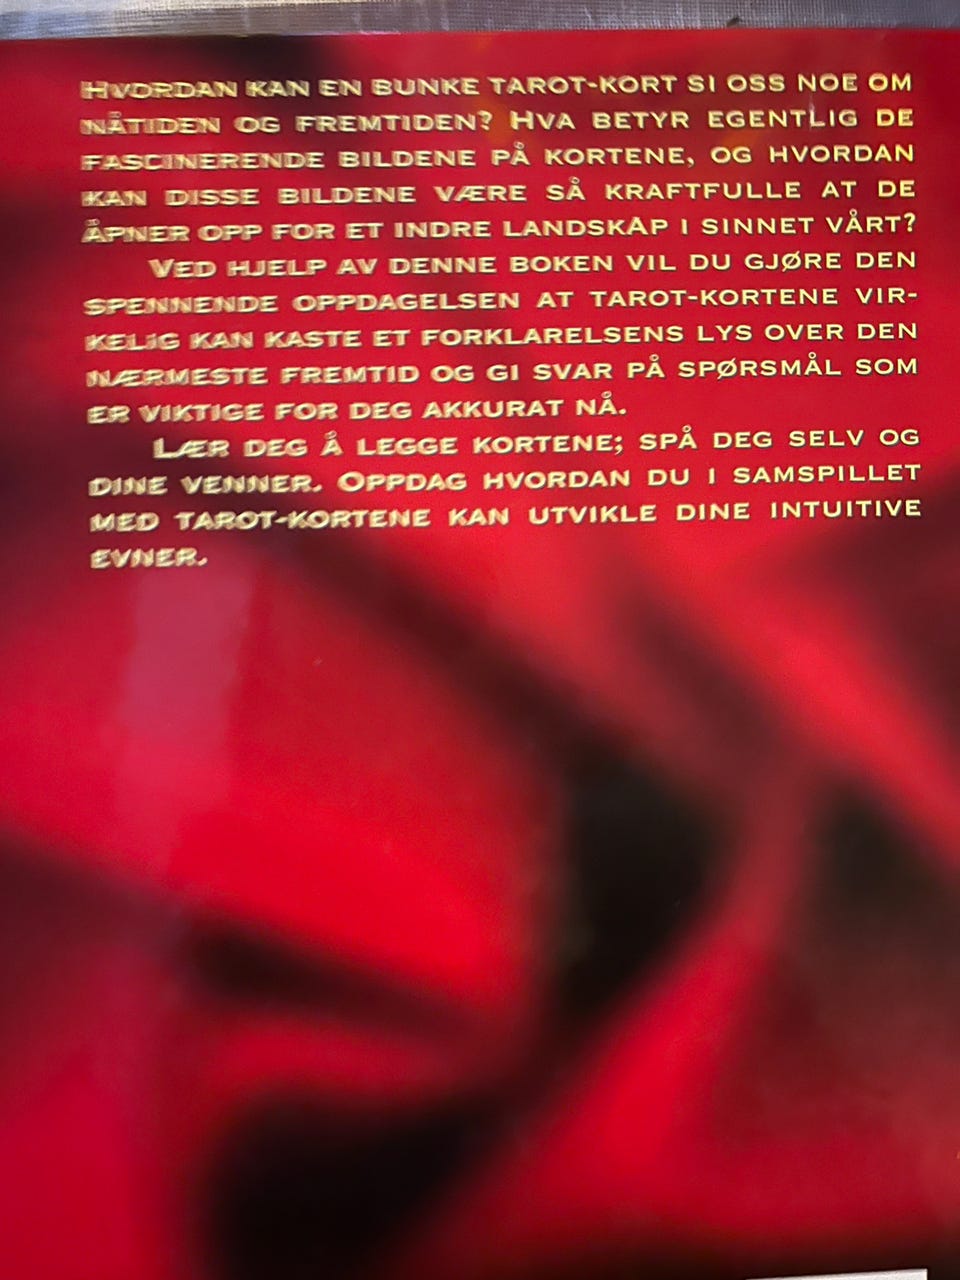 HVORDAN KAN EN BUNKE TAROT-KORT SI OSS NOE OM
NÅTIDEN OG FREMTIDEN? HVA BETYR EGENTLIG DE
FASCINERENDE BILDENE PÅ KORTENE, OG HVORDAN
KAN DISSE BILDENE VÆRE SÅ KRAFTFULLE AT DE
ÅPNER OPP FOR ET INDRE LANDSKAP I SINNET VÅRT?
VED HJELP AV DENNE BOKEN VIL DU GJØRE DEN
SPENNENDE OPPDAGELSEN AT TAROT-KORTENE VIR-
KELIG KAN KASTE ET FORKLARELSENS LYS OVER DEN
NÆRMESTE FREMTID OG GI SVAR PÅ SPØRSMÅL SOM
ER VIKTIGE FOR DEG AKKURAT NÅ.
LÆR DEG Å LEGGE KORTENE; SPÅ DEG SELV OG
DINE VENNER. OPPDAG HVORDAN DU I SAMSPILLET
MED TAROT-KORTENE KAN UTVIKLE DINE INTUITIVE
EVNER.